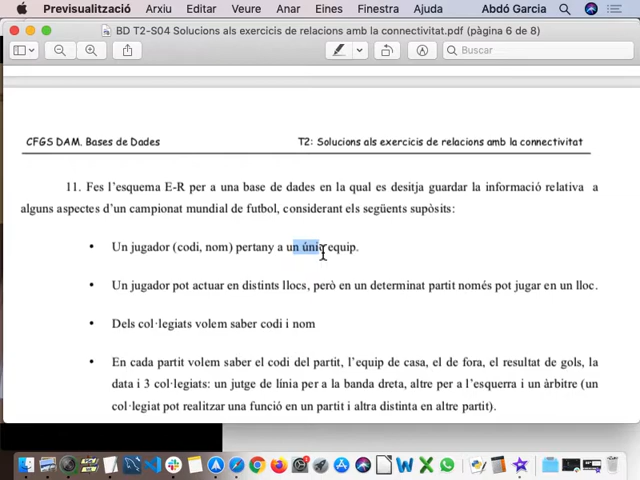 Previsualització Arxiu Editar Veure Anar Eines Finestra Ajuda Abdó Garcia
BD T2-S04 Solucions als exercicis de relacions amb la connectivitat.pdf (pàgina 6 de 8)
Buscar
CFGS DAM. Bases de Dades T2: Solucions als exercicis de relacions amb la connectivitat
11. Fes l'esquema E-R per a una base de dades en la qual es desitja guardar la informació relativa a
alguns aspectes d'un campionat mundial de futbol, considerant els següents supòsits:
• Un jugador (codi, nom) pertany a un únic equip.
• Un jugador pot actuar en distints llocs, però en un determinat partit només pot jugar en un lloc.
• Dels col·legiats volem saber codi i nom
• En cada partit volem saber el codi del partit, l'equip de casa, el de fora, el resultat de gols, la
data i 3 col·legiats: un jutge de línia per a la banda dreta, altre per a l'esquerra i un àrbitre (un
col·legiat pot realitzar una funció en un partit i altra distinta en altre partit).